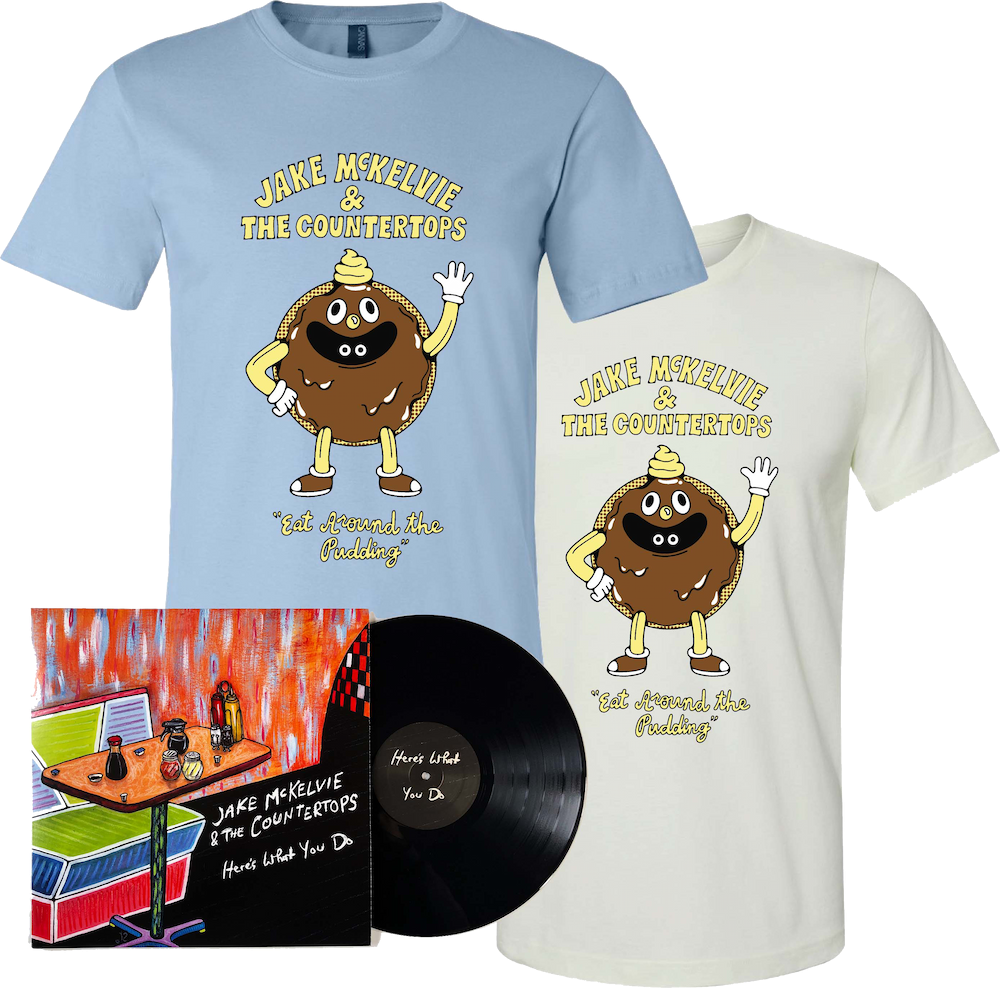 CANVAS
JAKE McKELVIE
&
THE COUNTERTOPS
"Eat Around the
Pudding"
JAKE McKELVIE
&
THE COUNTERTOPS
"Eat Around the
Pudding"
JAKE McKELVIE
& THE COUNTERTOPS
Here's What You Do
Here's What
You Do